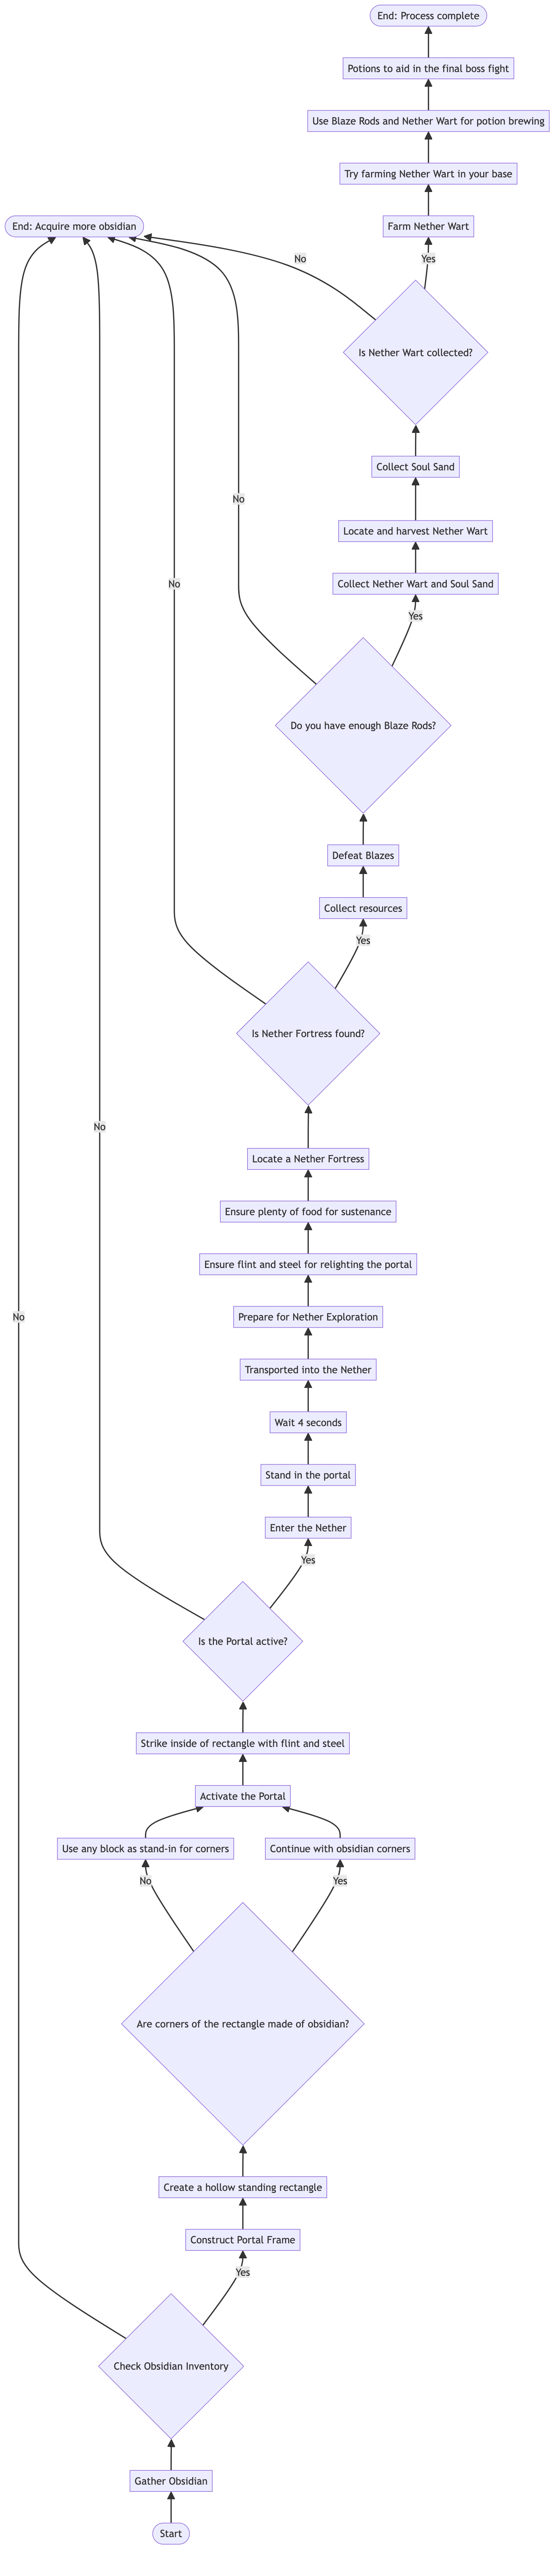 End: Process complete
Potions to aid in the final boss fight
Use Blaze Rods and Nether Wart for potion brewing
Try farming Nether Wart in your base
End: Acquire more obsidian
Farm Nether Wart
No
Yes
Is Nether Wart collected?
Collect Soul Sand
No
Locate and harvest Nether Wart
No
Collect Nether Wart and Soul Sand
Yes
Do you have enough Blaze Rods?
Defeat Blazes
Collect resources
Yes
Is Nether Fortress found?
No
Locate a Nether Fortress
Ensure plenty of food for sustenance
Ensure flint and steel for relighting the portal
No
Prepare for Nether Exploration
Transported into the Nether
Wait 4 seconds
Stand in the portal
Enter the Nether
Yes
Is the Portal active?
Strike inside of rectangle with flint and steel
Activate the Portal
Use any block as stand-in for corners
Continue with obsidian corners
No
Yes
Are corners of the rectangle made of obsidian?
Create a hollow standing rectangle
Construct Portal Frame
Yes
Check Obsidian Inventory
Gather Obsidian
Start